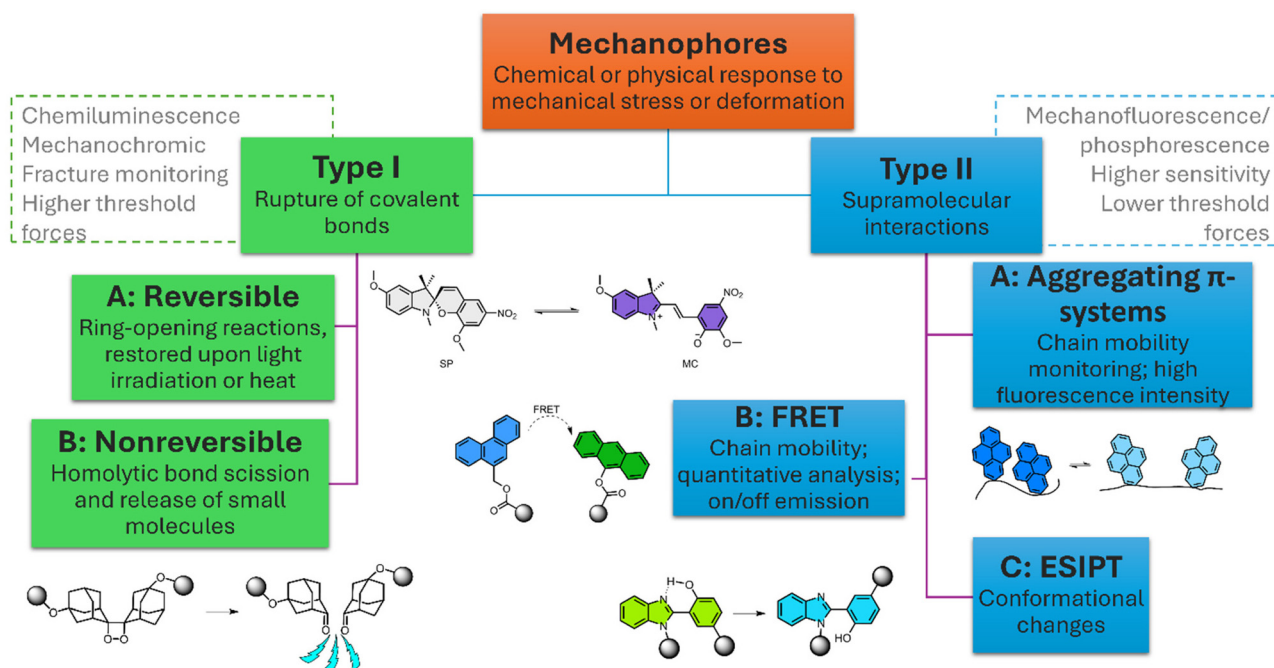 Mechanophores
Chemical or physical response to
mechanical stress or deformation
Chemiluminescence
Mechanochromic
Fracture monitoring
Higher threshold
forces
Type I
Rupture of covalent
bonds
Type II
Supramolecular
interactions
Mechanofluorescence/
phosphorescence
Higher sensitivity
Lower threshold
forces
A: Reversible
Ring-opening reactions,
restored upon light
irradiation or heat
B: Nonreversible
Homolytic bond scission
and release of small
molecules
O
N
O
NO₂
O
SP
O
N+
NO₂
O-
O
MC
A: Aggregating π-
systems
Chain mobility
monitoring; high
fluorescence intensity
FRET
O
O
O
O
B: FRET
Chain mobility;
quantitative analysis;
on/off emission
C: ESIPT
Conformational
changes
O
O
O-O
O
O
O
O
H
O
N
N
N
N
HO